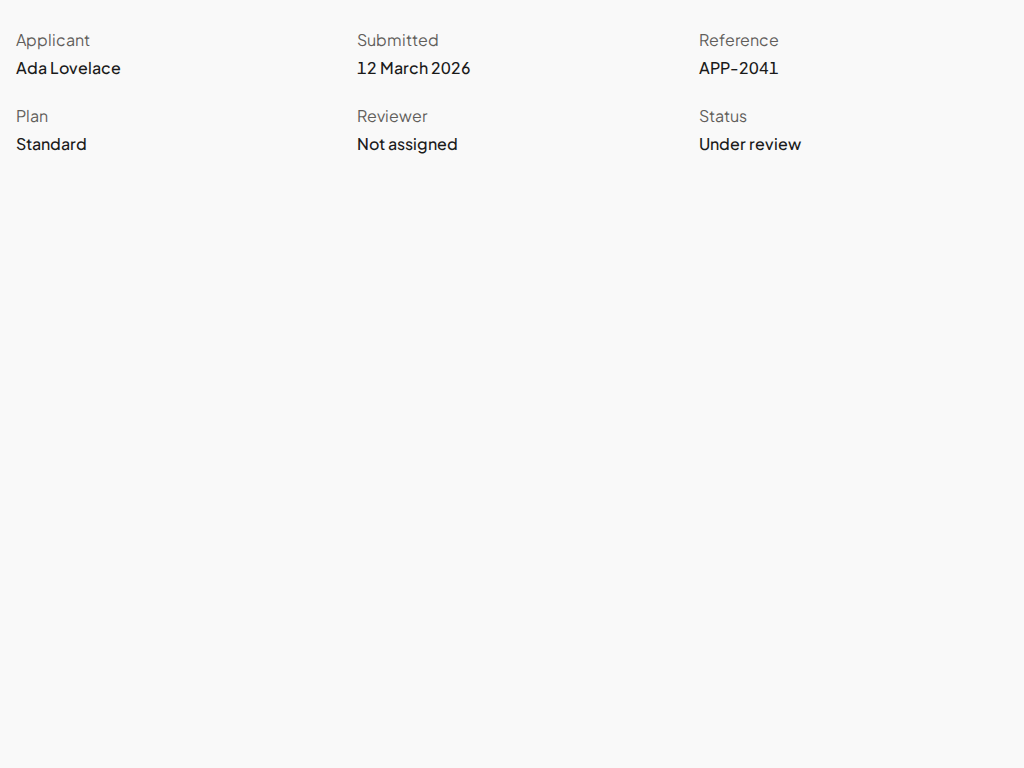 Applicant
Ada Lovelace
Submitted
12 March 2026
Reference
APP-2041
Plan
Standard
Reviewer
Not assigned
Status
Under review